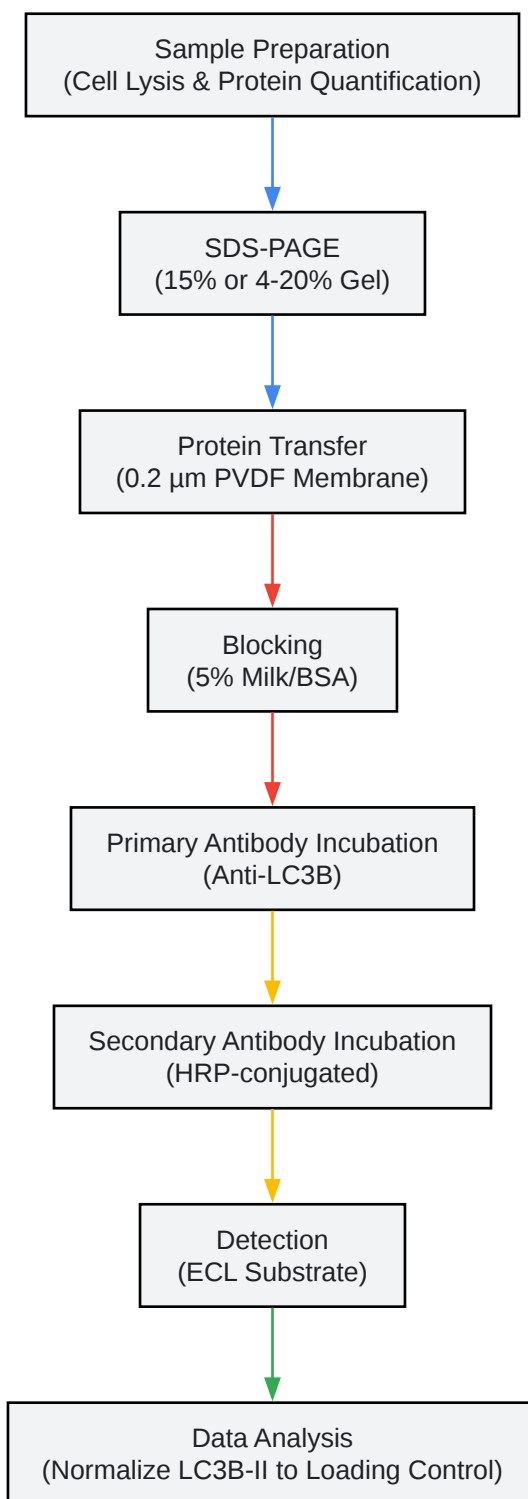 Sample Preparation
(Cell Lysis & Protein Quantification)
SDS-PAGE
(15% or 4-20% Gel)
Protein Transfer
(0.2 µm PVDF Membrane)
Blocking
(5% Milk/BSA)
Primary Antibody Incubation
(Anti-LC3B)
Secondary Antibody Incubation
(HRP-conjugated)
Detection
(ECL Substrate)
Data Analysis
(Normalize LC3B-II to Loading Control)